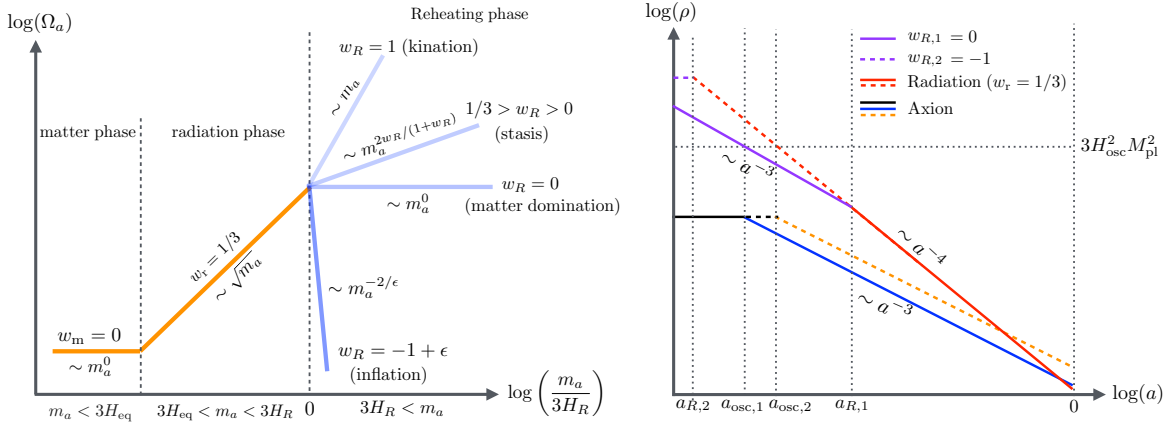 log(Ω_a)
Reheating phase
w_R = 1 (kination)
matter phase
radiation phase
∼ m_a
1/3 > w_R > 0
(stasis)
∼ m_a^{2w_R/(1+w_R)}
w_R = 0
(matter domination)
∼ m_a^0
w_r = 1/3
∼ √m_a
∼ m_a^{-2/ϵ}
w_m = 0
∼ m_a^0
w_R = −1 + ϵ
(inflation)
log(m_a/3H_R)
m_a < 3H_eq
3H_eq < m_a < 3H_R
0
3H_R < m_a
log(ρ)
w_{R,1} = 0
w_{R,2} = −1
Radiation (w_r = 1/3)
Axion
3H_osc^2 M_pl^2
∼ a^{−3}
∼ a^{−4}
∼ a^{−3}
log(a)
a_{R,2}
a_{osc,1}
a_{osc,2}
a_{R,1}
0